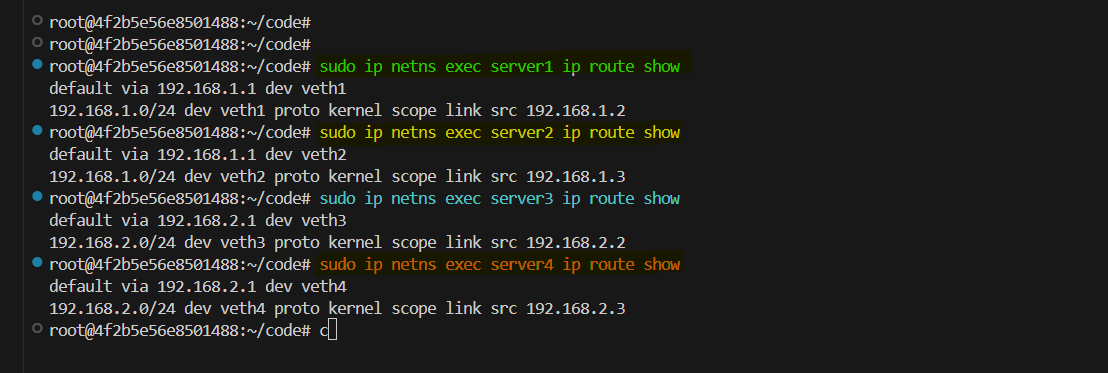 root@4f2b5e56e8501488:~/code#
root@4f2b5e56e8501488:~/code#
root@4f2b5e56e8501488:~/code# sudo ip netns exec server1 ip route show
default via 192.168.1.1 dev veth1
192.168.1.0/24 dev veth1 proto kernel scope link src 192.168.1.2
root@4f2b5e56e8501488:~/code# sudo ip netns exec server2 ip route show
default via 192.168.1.1 dev veth2
192.168.1.0/24 dev veth2 proto kernel scope link src 192.168.1.3
root@4f2b5e56e8501488:~/code# sudo ip netns exec server3 ip route show
default via 192.168.2.1 dev veth3
192.168.2.0/24 dev veth3 proto kernel scope link src 192.168.2.2
root@4f2b5e56e8501488:~/code# sudo ip netns exec server4 ip route show
default via 192.168.2.1 dev veth4
192.168.2.0/24 dev veth4 proto kernel scope link src 192.168.2.3
root@4f2b5e56e8501488:~/code# c